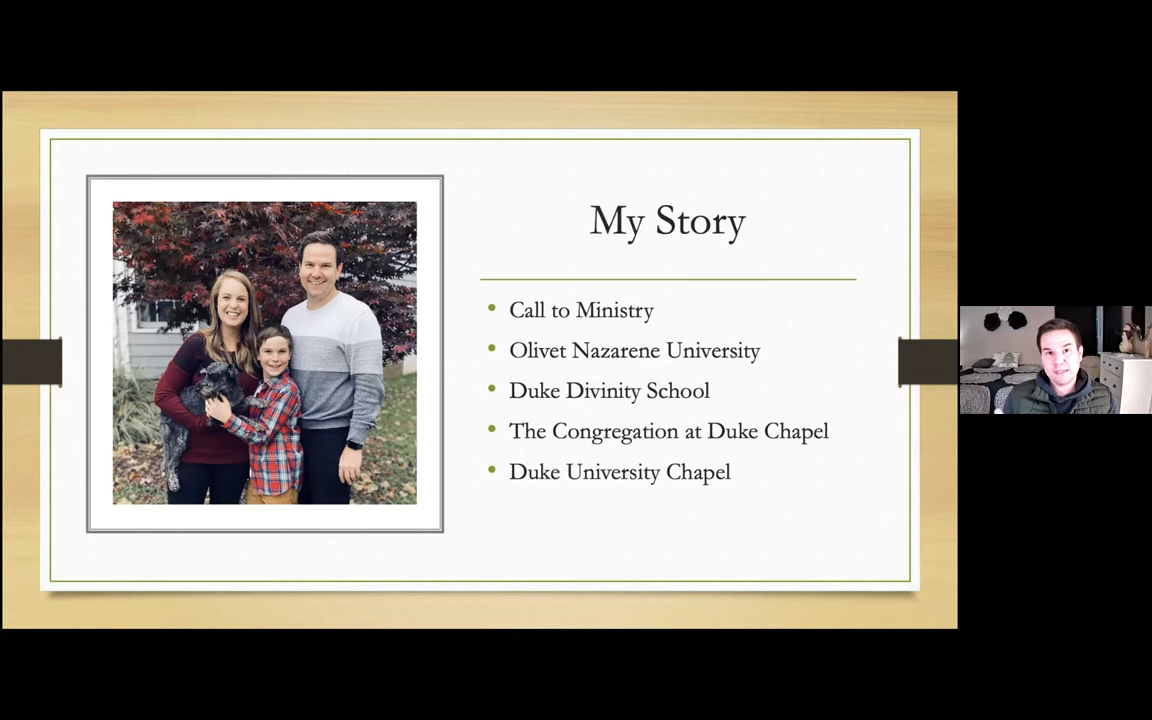 My Story
• Call to Ministry
• Olivet Nazarene University
• Duke Divinity School
• The Congregation at Duke Chapel
• Duke University Chapel